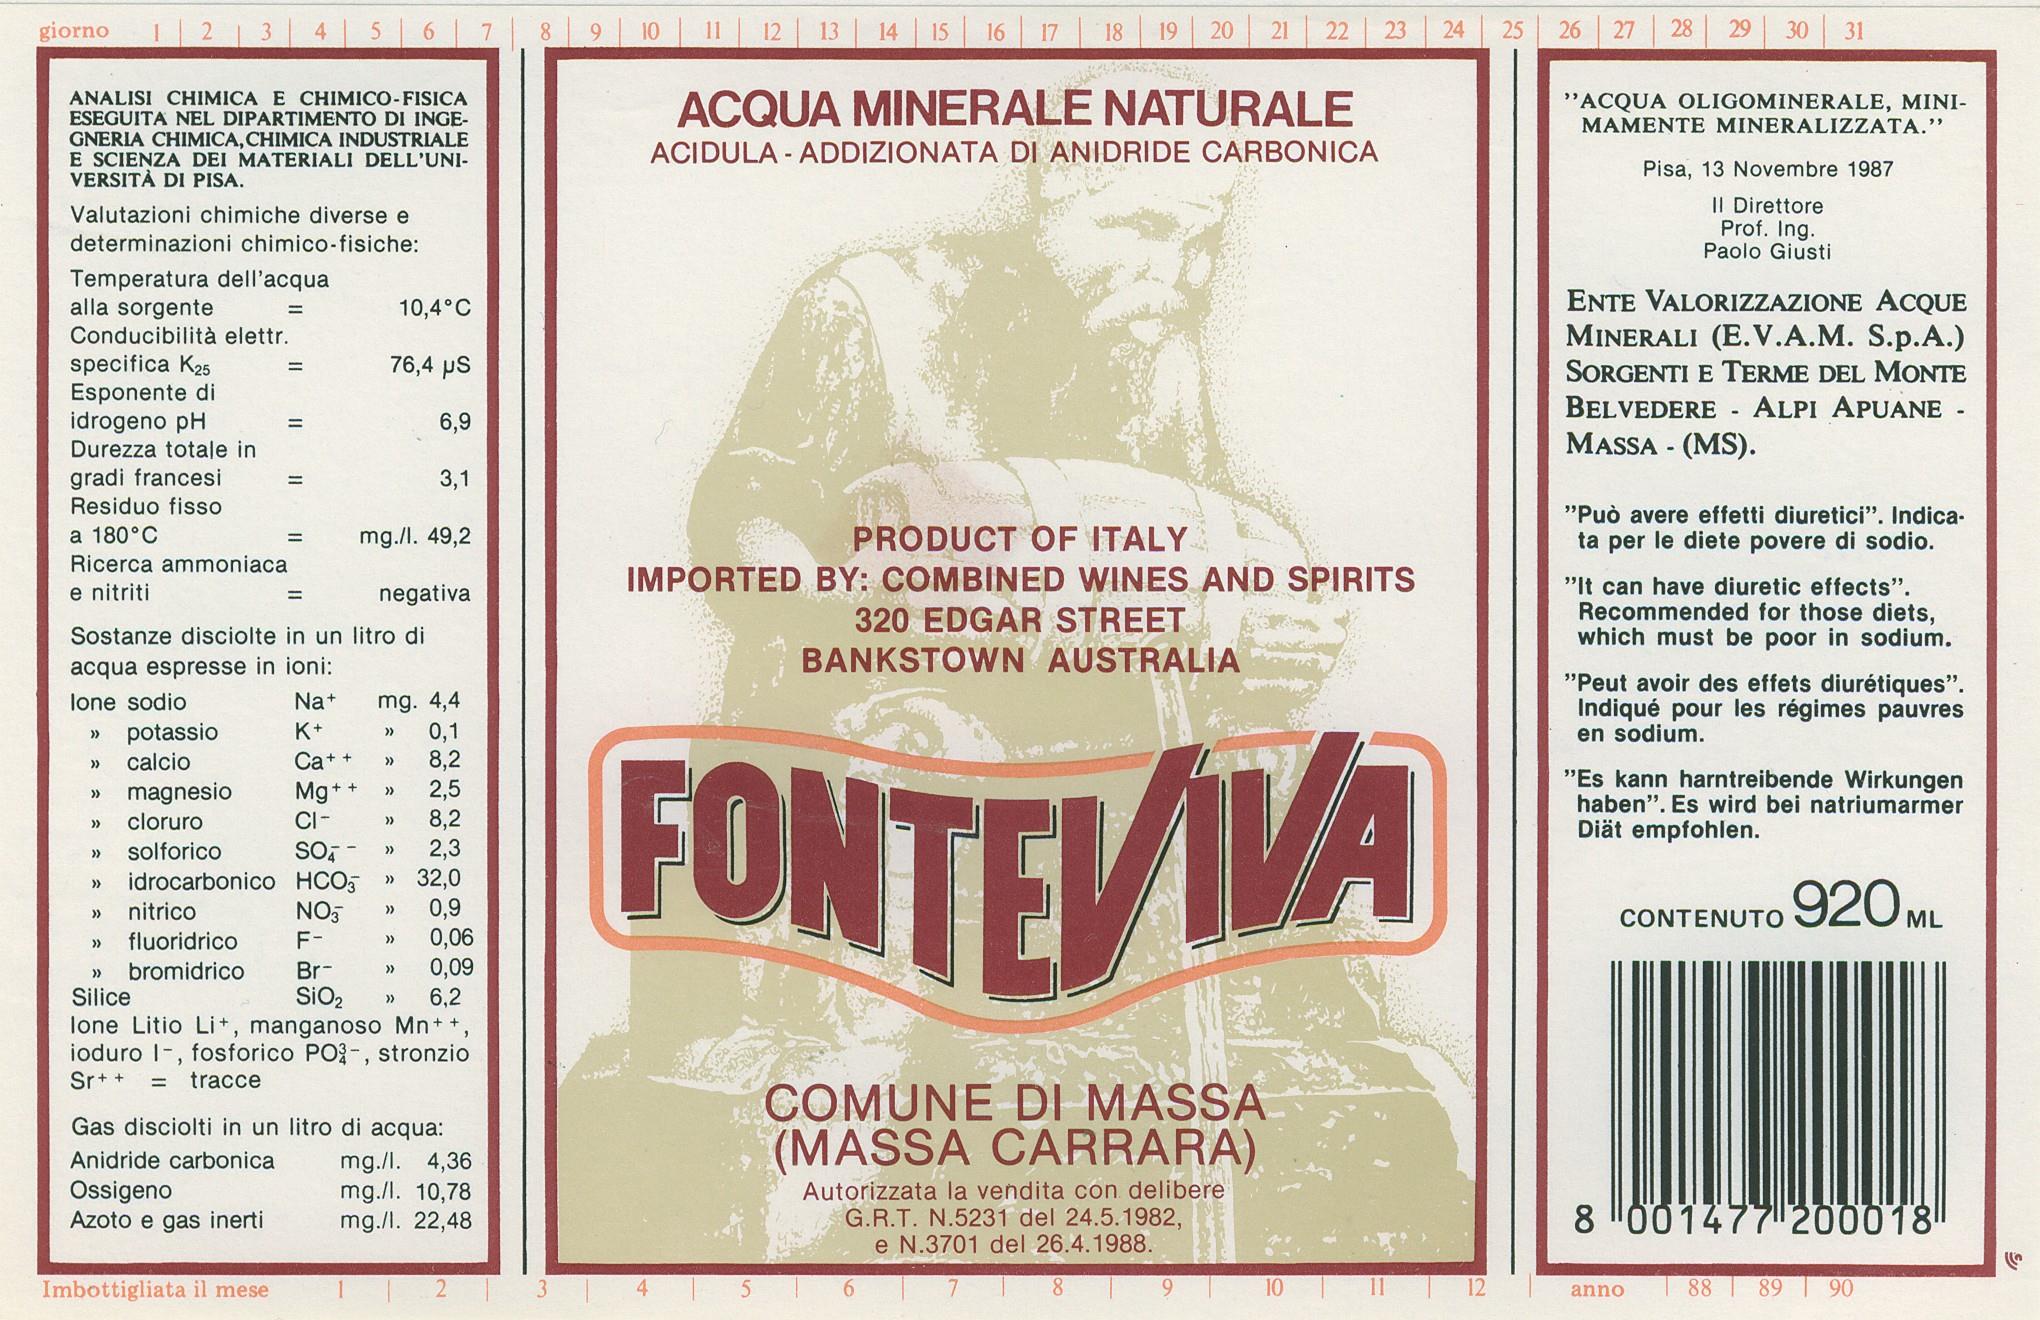 giorno 1 2 3 4 5 6 7 8 9 10 11 12 13 14 15 16 17 18 19 20 21 22 23 24 25 26 27 28 29 30 31
ANALISI CHIMICA E CHIMICO-FISICA
ESEGUITA NEL DIPARTIMENTO DI INGE-
GNERIA CHIMICA, CHIMICA INDUSTRIALE
E SCIENZA DEI MATERIALI DELL'UNI-
VERSITÀ DI PISA.
Valutazioni chimiche diverse e
determinazioni chimico-fisiche:
Temperatura dell'acqua
alla sorgente = 10,4°C
Conducibilità elettr.
specifica K₂₅ = 76,4 µS
Esponente di
idrogeno pH = 6,9
Durezza totale in
gradi francesi = 3,1
Residuo fisso
a 180°C = mg./l. 49,2
Ricerca ammoniaca
e nitriti = negativa
Sostanze disciolte in un litro di
acqua espresse in ioni:
Ione sodio Na⁺ mg. 4,4
» potassio K⁺ » 0,1
» calcio Ca⁺⁺ » 8,2
» magnesio Mg⁺⁺ » 2,5
» cloruro Cl⁻ » 8,2
» solforico SO₄⁻⁻ » 2,3
» idrocarbonico HCO₃⁻ » 32,0
» nitrico NO₃⁻ » 0,9
» fluoridrico F⁻ » 0,06
» bromidrico Br⁻ » 0,09
Silice SiO₂ » 6,2
Ione Litio Li⁺, manganoso Mn⁺⁺,
ioduro I⁻, fosforico PO₄³⁻, stronzio
Sr⁺⁺ = tracce
Gas disciolti in un litro di acqua:
Anidride carbonica mg./l. 4,36
Ossigeno mg./l. 10,78
Azoto e gas inerti mg./l. 22,48
ACQUA MINERALE NATURALE
ACIDULA - ADDIZIONATA DI ANIDRIDE CARBONICA
PRODUCT OF ITALY
IMPORTED BY: COMBINED WINES AND SPIRITS
320 EDGAR STREET
BANKSTOWN AUSTRALIA
FONTEVIVA
COMUNE DI MASSA
(MASSA CARRARA)
Autorizzata la vendita con delibere
G.R.T. N.5231 del 24.5.1982,
e N.3701 del 26.4.1988.
"ACQUA OLIGOMINERALE, MINI-
MAMENTE MINERALIZZATA."
Pisa, 13 Novembre 1987
Il Direttore
Prof. Ing.
Paolo Giusti
ENTE VALORIZZAZIONE ACQUE
MINERALI (E.V.A.M. S.p.A.)
SORGENTI E TERME DEL MONTE
BELVEDERE - ALPI APUANE -
MASSA - (MS).
"Può avere effetti diuretici". Indica-
ta per le diete povere di sodio.
"It can have diuretic effects".
Recommended for those diets,
which must be poor in sodium.
"Peut avoir des effets diurétiques".
Indiqué pour les régimes pauvres
en sodium.
"Es kann harntreibende Wirkungen
haben". Es wird bei natriumarmer
Diät empfohlen.
CONTENUTO 920 ML
8 001477 200018
Imbottigliata il mese 1 2 3 4 5 6 7 8 9 10 11 12 anno 88 89 90